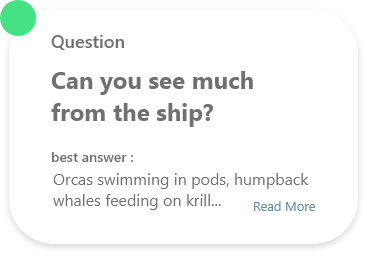 Question
Can you see much
from the ship?
best answer :
Orcas swimming in pods, humpback
whales feeding on krill...
Read More